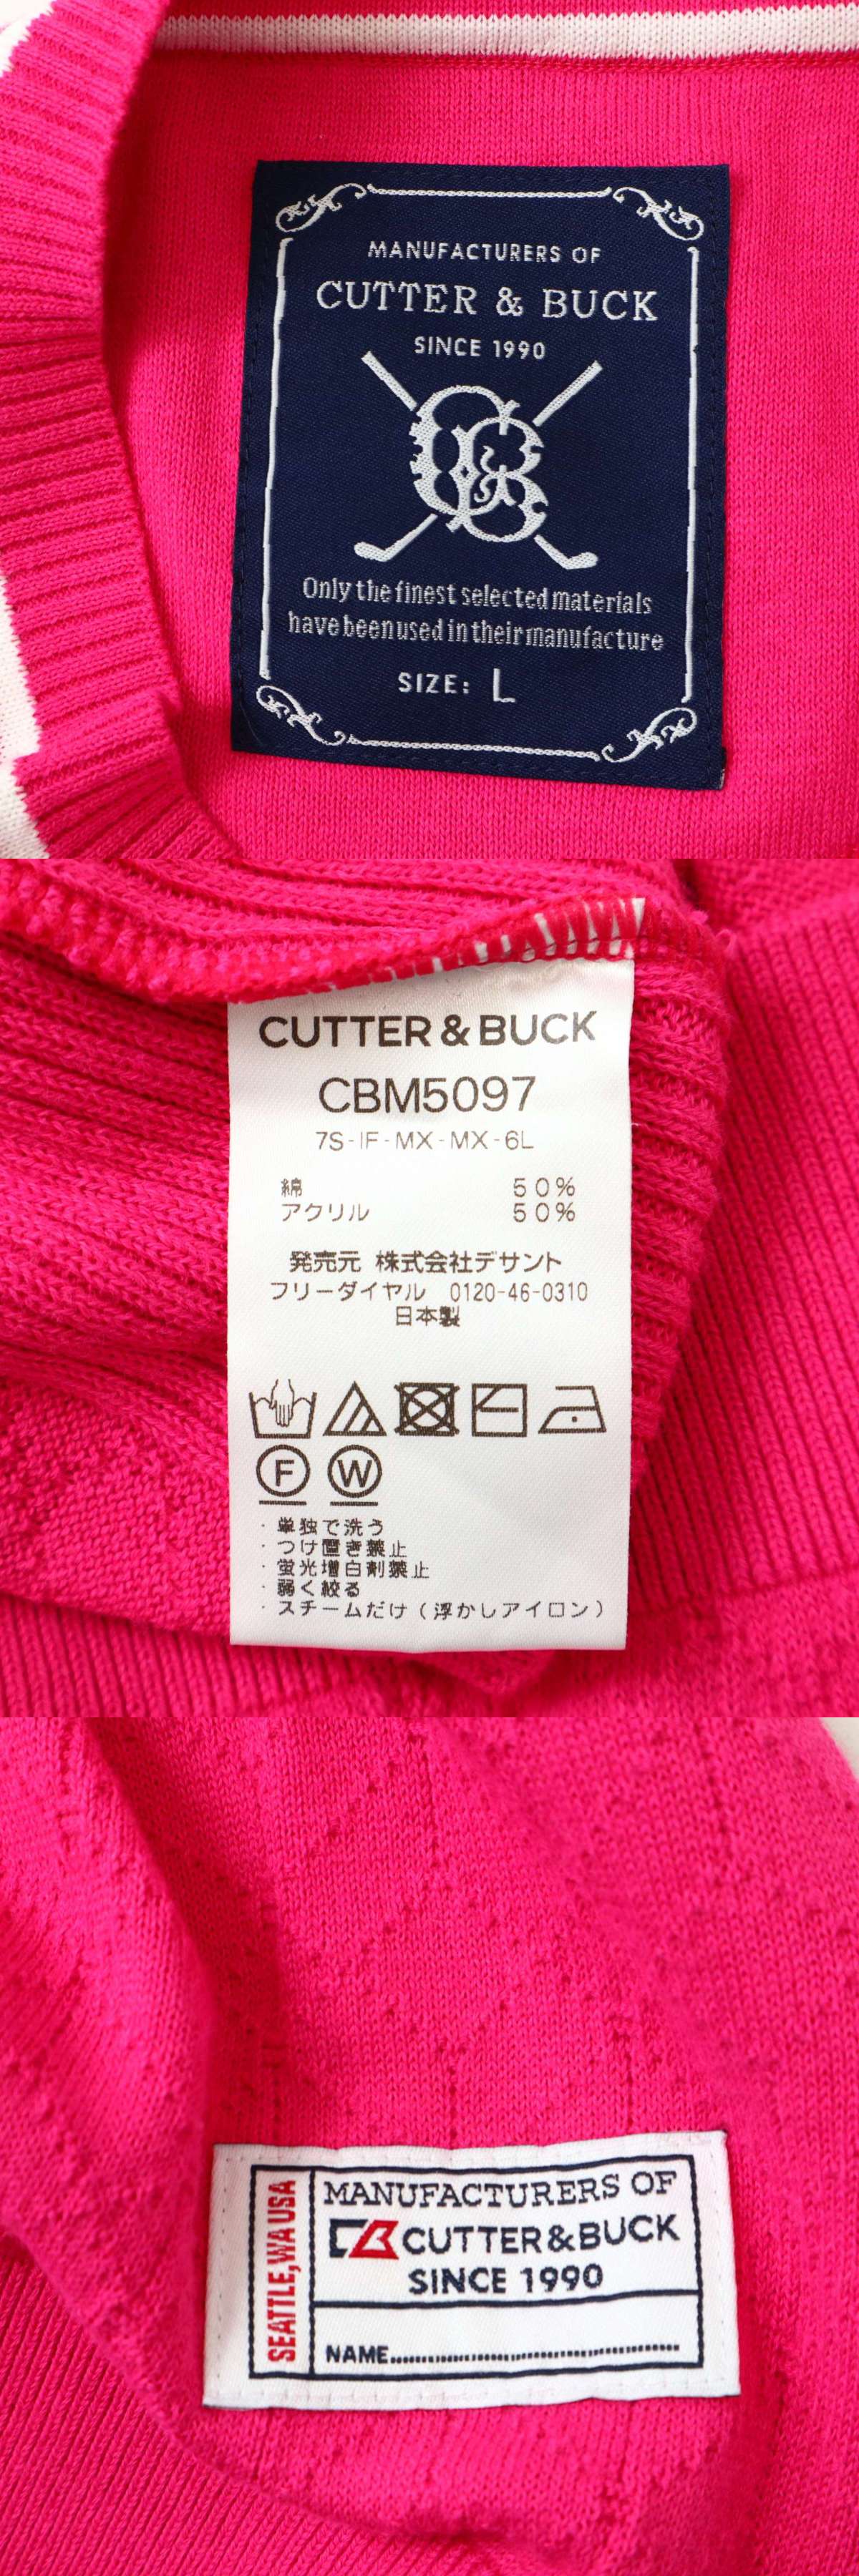 MANUFACTURERS OF
CUTTER & BUCK
SINCE 1990
CB
Only the finest selected materials
have been used in their manufacture
SIZE: L
CUTTER & BUCK
CBM5097
7S-IF-MX-MX-6L
綿 50%
アクリル 50%
発売元 株式会社デサント
フリーダイヤル 0120-46-0310
日本製
F W
・単独で洗う
・つけ置き禁止
・蛍光増白剤禁止
・弱く絞る
・スチームだけ(浮かしアイロン)
SEATTLE,WA USA
MANUFACTURERS OF
CB CUTTER&BUCK
SINCE 1990
NAME